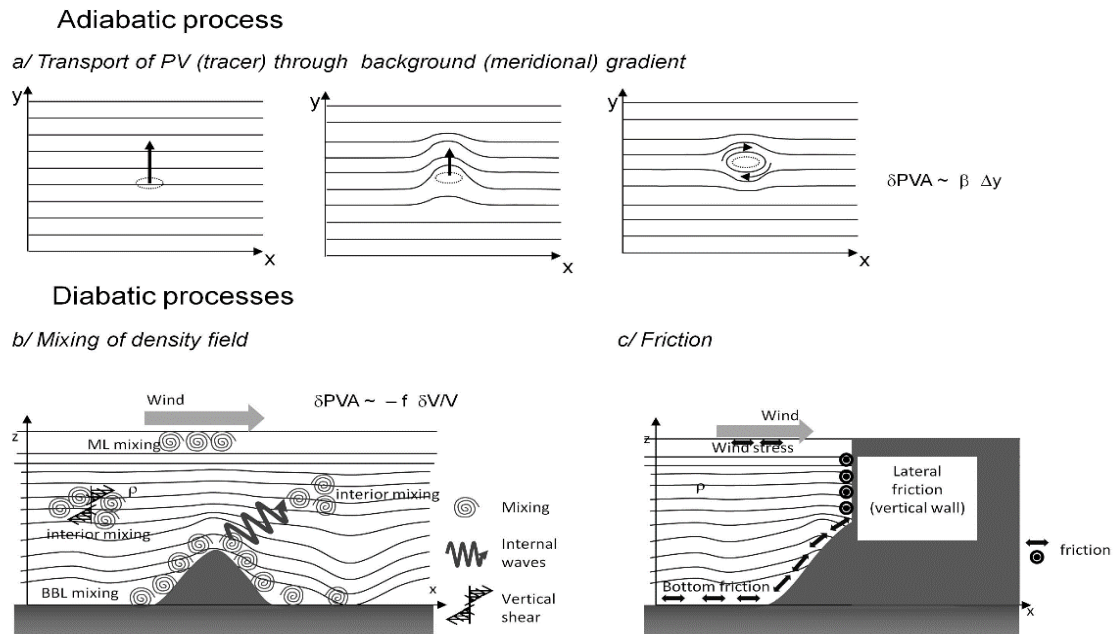 Adiabatic process
a/ Transport of PV (tracer) through background (meridional) gradient
y
x
y
x
y
x
δPVA ~ β Δy
Diabatic processes
b/ Mixing of density field
Wind
δPVA ~ – f δV/V
z
ML mixing
ρ
interior mixing
interior mixing
BBL mixing
x
Mixing
Internal
waves
Vertical
shear
c/ Friction
Wind
z
Wind stress
ρ
Lateral
friction
(vertical wall)
Bottom friction
x
friction